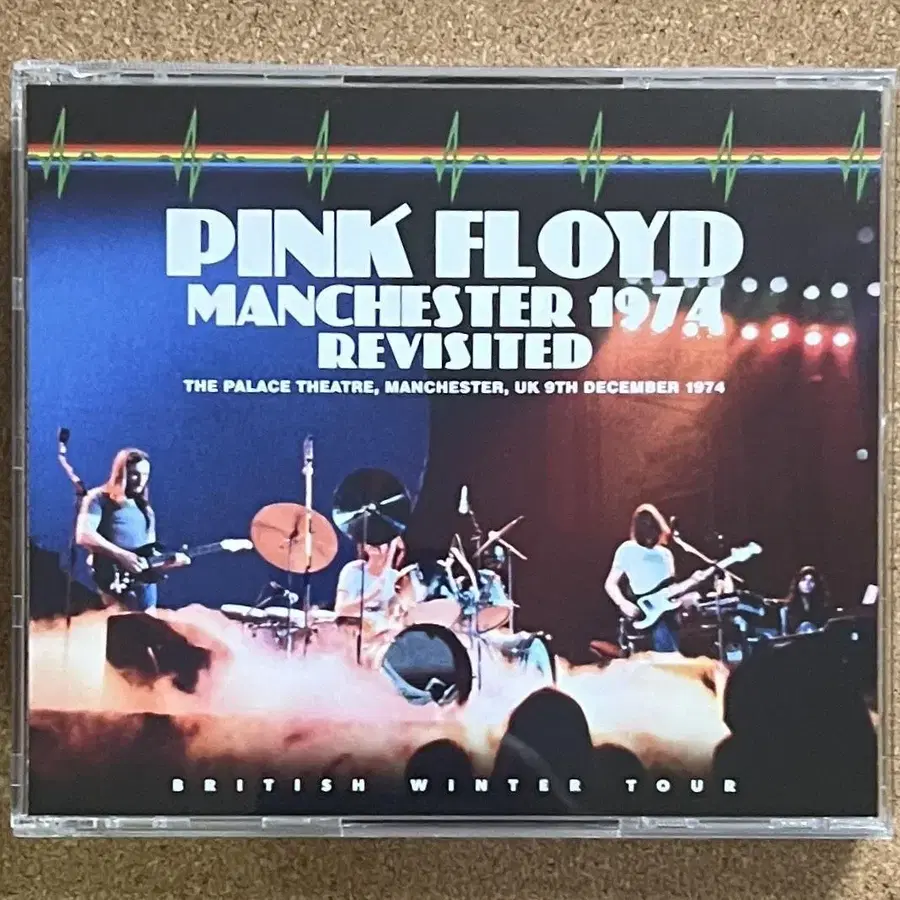 PINK FLOYD
MANCHESTER 1974
REVISITED
THE PALACE THEATRE, MANCHESTER, UK 9TH DECEMBER 1974
BRITISH WINTER TOUR